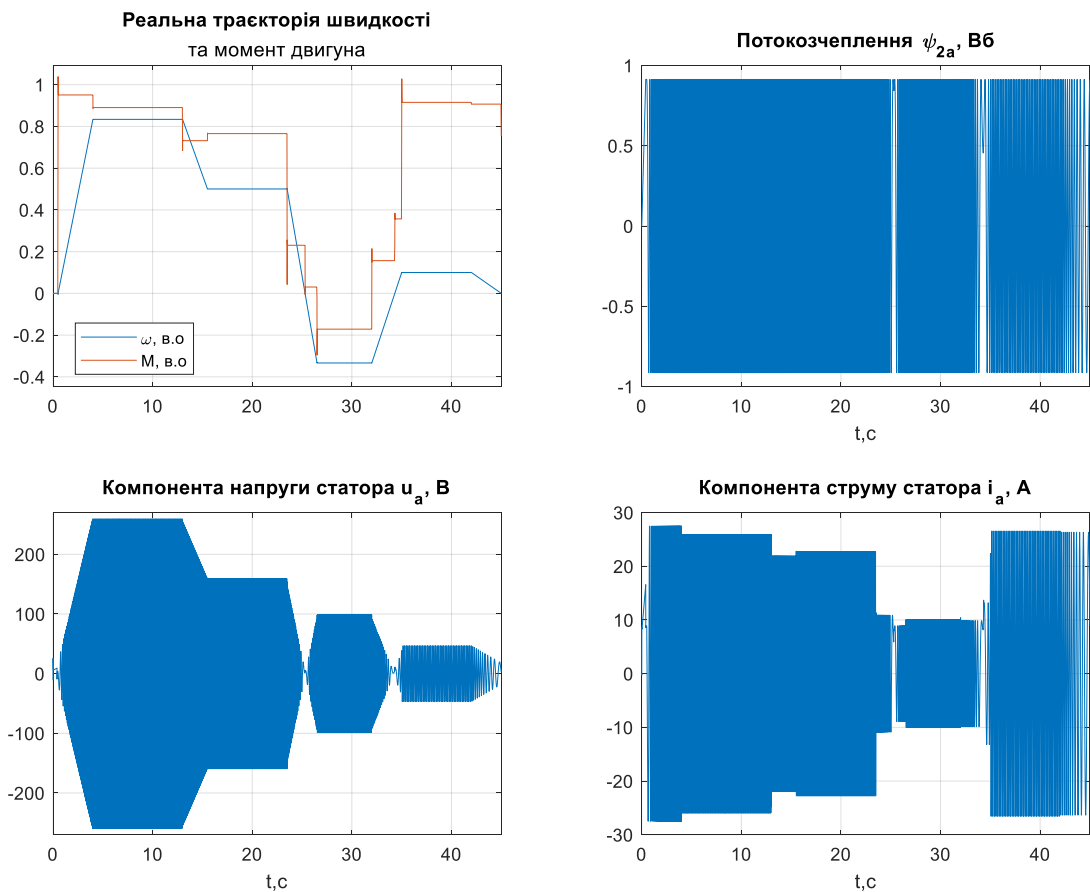 Реальна траєкторія швидкості
та момент двигуна
1
0.8
0.6
0.4
0.2
0
-0.2
-0.4
ω, в.о
М, в.о
0 10 20 30 40
Потокозчеплення ψ2a, Вб
1
0.5
0
-0.5
-1
0 10 20 30 40
t,c
Компонента напруги статора ua, В
200
100
0
-100
-200
0 10 20 30 40
t,c
Компонента струму статора ia, А
30
20
10
0
-10
-20
-30
0 10 20 30 40
t,c